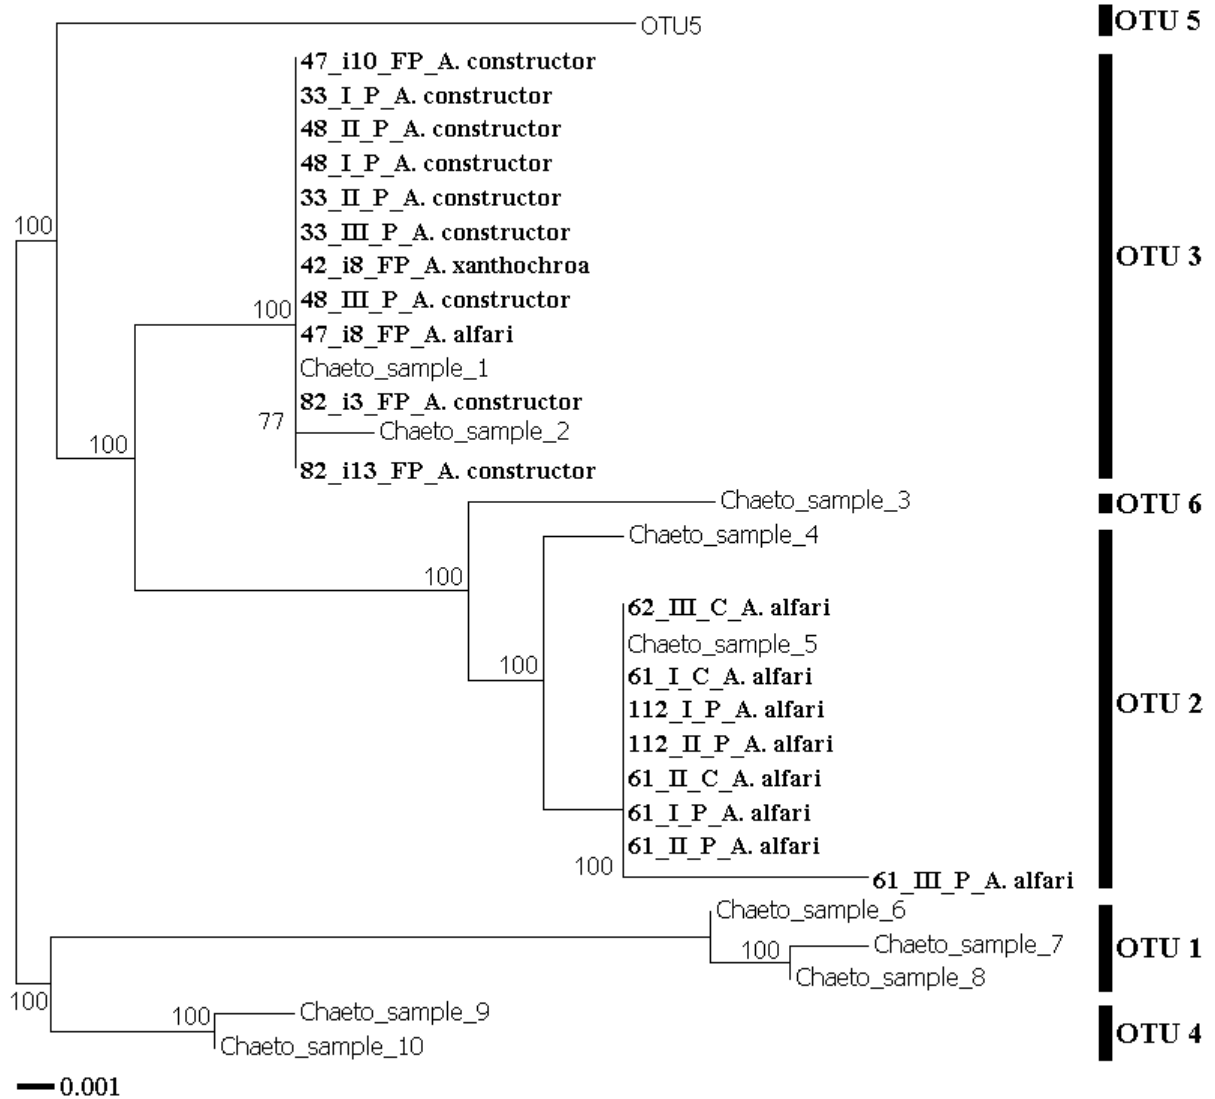 OTU5
OTU 5
47_i10_FP_A. constructor
33_I_P_A. constructor
48_II_P_A. constructor
48_I_P_A. constructor
33_II_P_A. constructor
100
33_III_P_A. constructor
OTU 3
42_i8_FP_A. xanthochroa
100
48_III_P_A. constructor
47_i8_FP_A. alfari
Chaeto_sample_1
82_i3_FP_A. constructor
77
Chaeto_sample_2
100
82_i13_FP_A. constructor
Chaeto_sample_3
OTU 6
Chaeto_sample_4
100
62_III_C_A. alfari
Chaeto_sample_5
100
61_I_C_A. alfari
OTU 2
112_I_P_A. alfari
112_II_P_A. alfari
61_II_C_A. alfari
61_I_P_A. alfari
61_II_P_A. alfari
100
61_III_P_A. alfari
Chaeto_sample_6
100
Chaeto_sample_7
OTU 1
Chaeto_sample_8
100
100
Chaeto_sample_9
OTU 4
Chaeto_sample_10
0.001